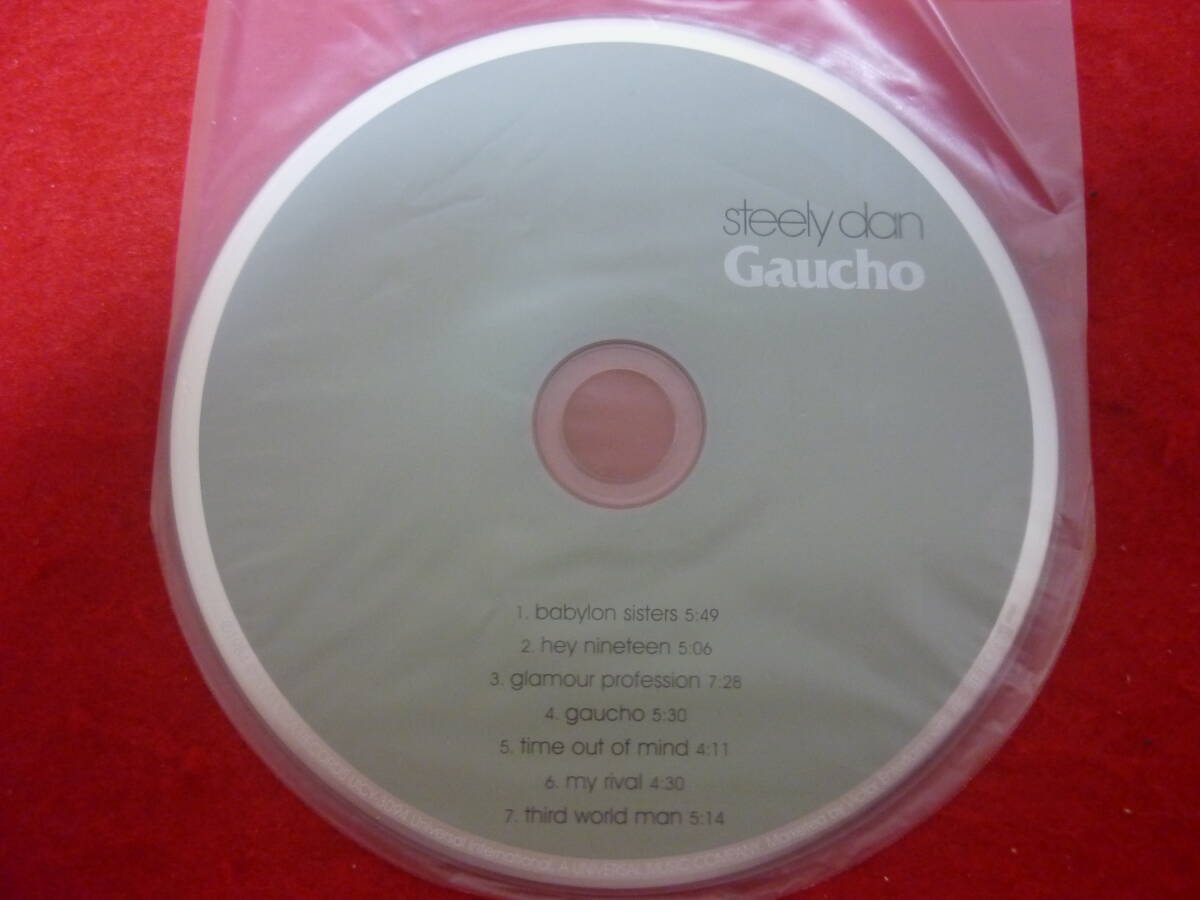 steely dan
Gaucho
1. babylon sisters 5:49
2. hey nineteen 5:06
3. glamour profession 7:28
4. gaucho 5:30
5. time out of mind 4:11
6. my rival 4:30
7. third world man 5:14
Universal International